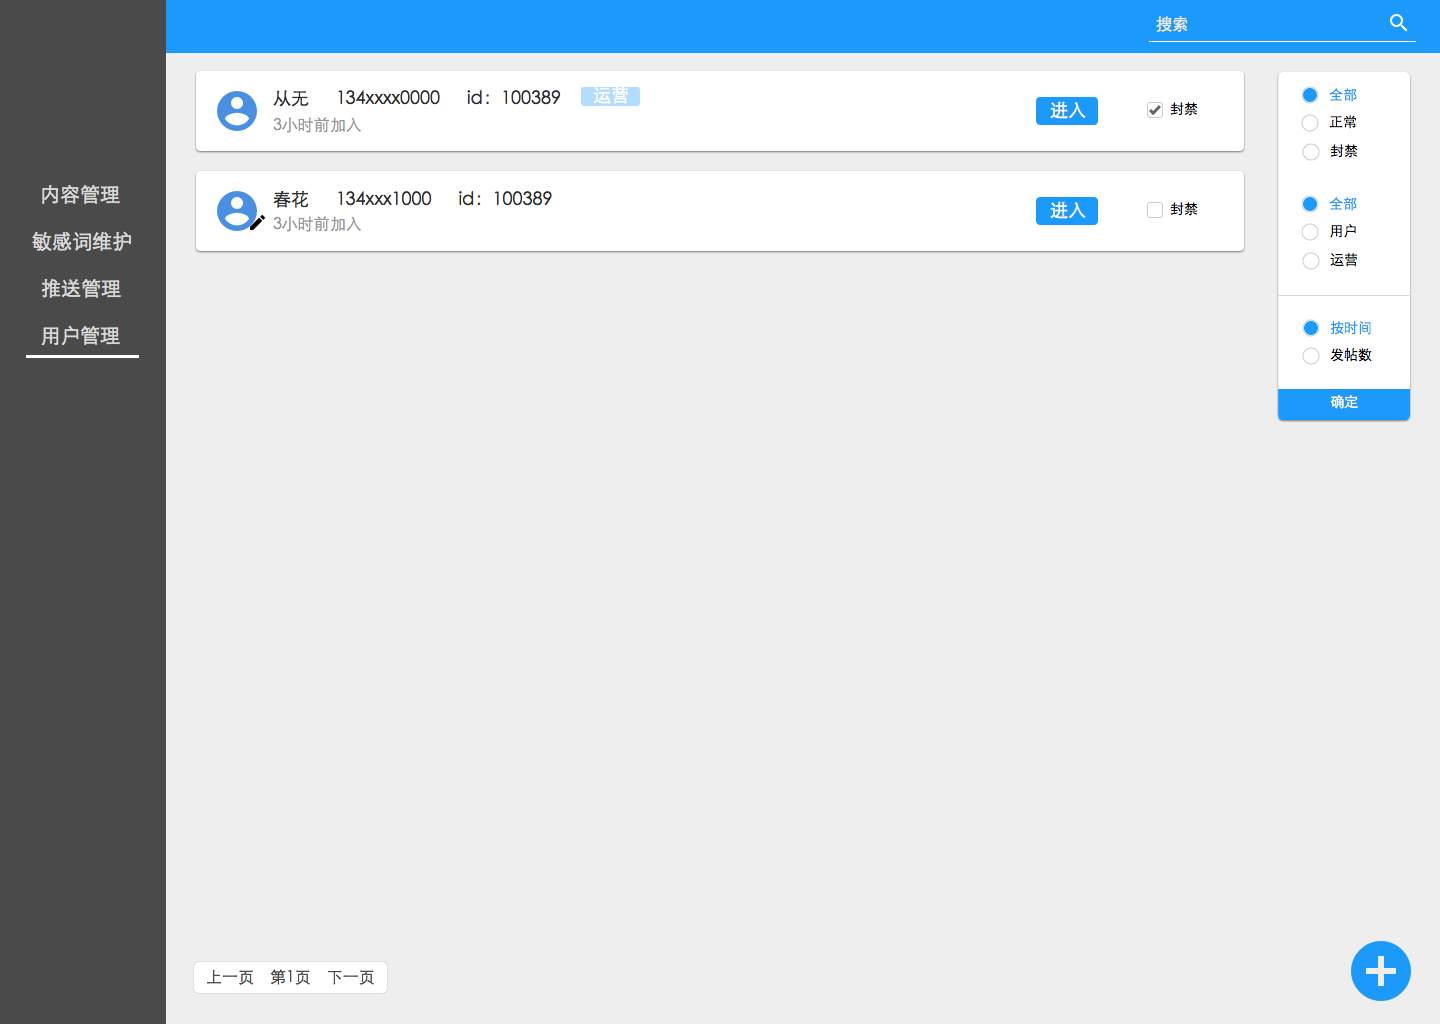 搜索
内容管理
敏感词维护
推送管理
用户管理
从无 134xxxx0000 id：100389 运营
3小时前加入
进入 封禁
春花 134xxx1000 id：100389
3小时前加入
进入 封禁
全部
正常
封禁
全部
用户
运营
按时间
发帖数
确定
上一页 第1页 下一页